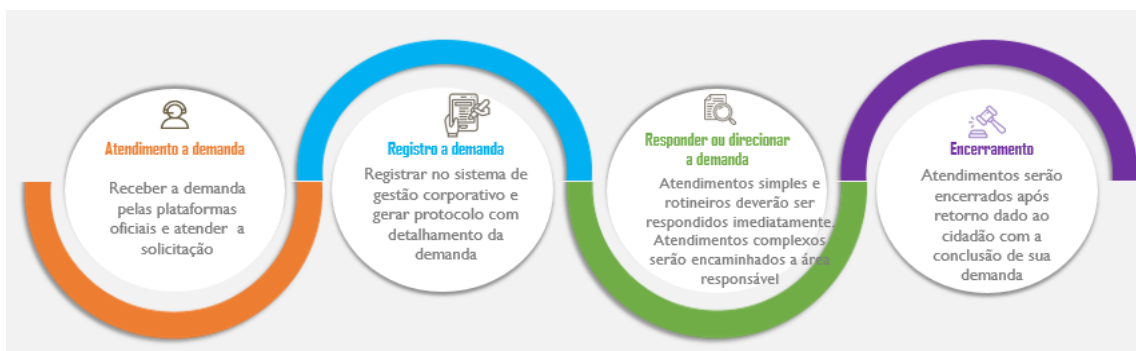 Atendimento a demanda
Receber a demanda
pelas plataformas
oficiais e atender a
solicitação
Registro a demanda
Registrar no sistema de
gestão corporativo e
gerar protocolo com
detalhamento da
demanda
Responder ou direcionar
a demanda
Atendimentos simples e
rotineiros deverão ser
respondidos imediatamente.
Atendimentos complexos
serão encaminhados a área
responsável
Encerramento
Atendimentos serão
encerrados após
retorno dado ao
cidadão com a
conclusão de sua
demanda